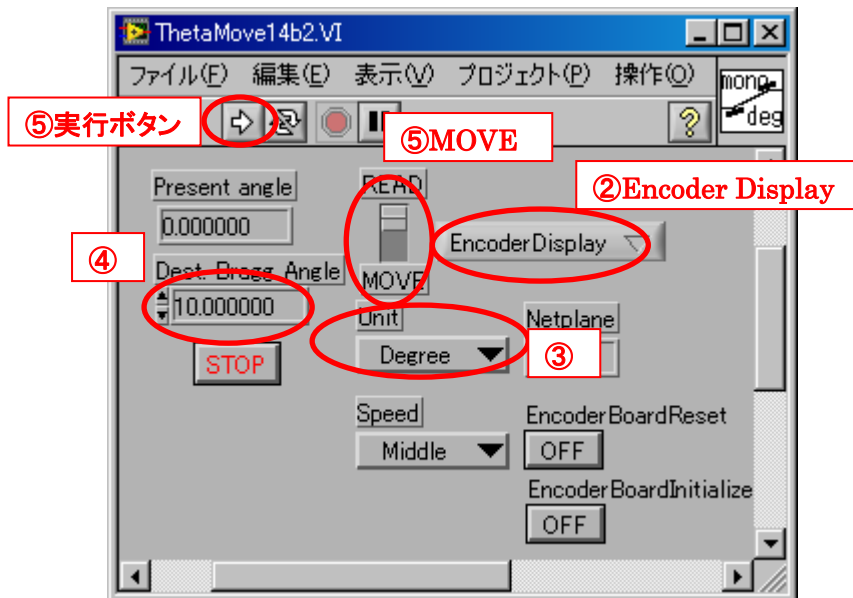 ThetaMove14b2.VI
ファイル(F) 編集(E) 表示(V) プロジェクト(P) 操作(O)
mono
deg
⑤実行ボタン
⑤MOVE
②Encoder Display
Present angle
0.000000
READ
EncoderDisplay
④
Dest. Bragg Angle
MOVE
10.000000
Unit
Netplane
STOP
Degree
③
Speed
EncoderBoardReset
Middle
OFF
EncoderBoardInitialize
OFF